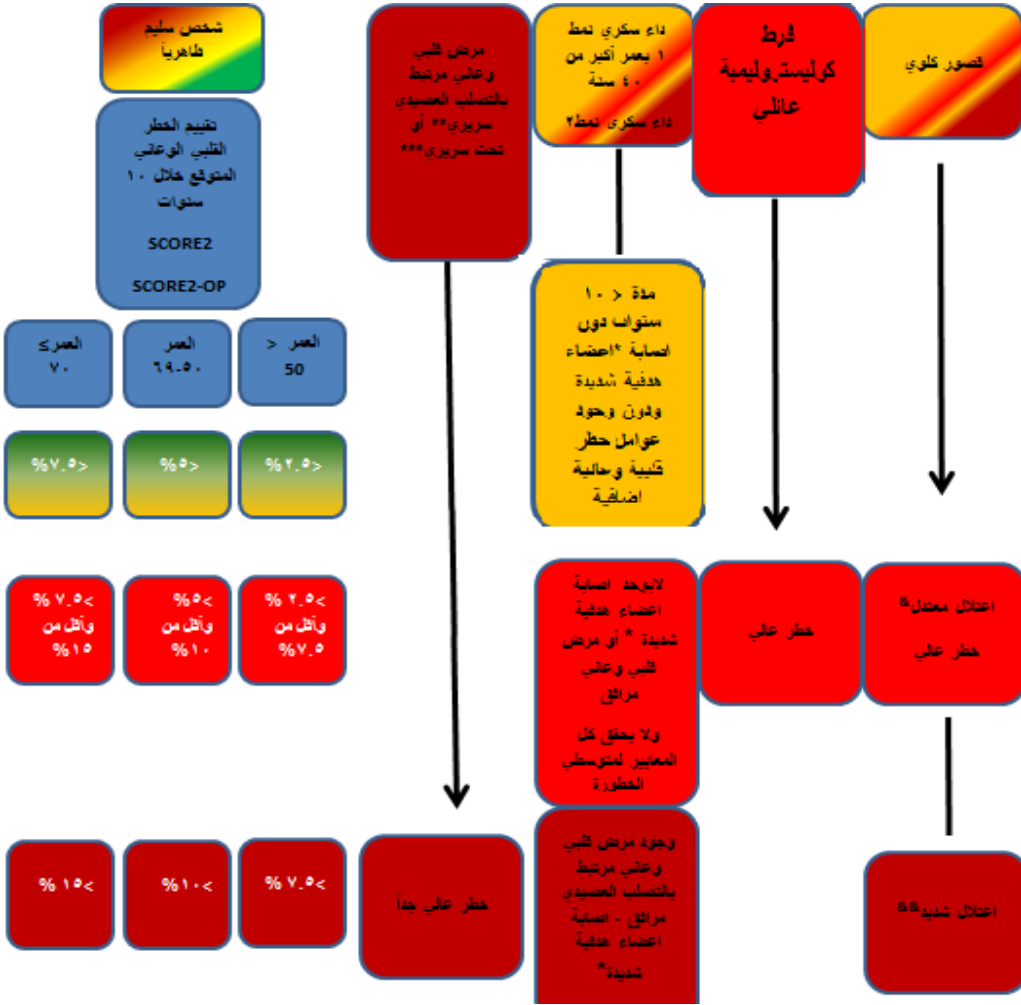 شخص سليم
ظاهرياً
تقييم الخطر
القلبي الوعائي
المتوقع خلال ١٠
سنوات
SCORE2
SCORE2-OP
العمر <
50
العمر
٥٠-٦٩
العمر≥
٧٠
<٢.٥%
<٥%
<٧.٥%
>٢.٥ %
وأقل من
٧.٥%
>٥%
وأقل من
١٠%
>٧.٥ %
وأقل من
١٥%
>٧.٥ %
>١٠%
>١٥ %
مرض قلبي
وعائي مرتبط
بالتصلب العصيدي
سريري** أو
تحت سريري***
خطر عالي جداً
داء سكري نمط
١ بعمر أكبر من
٤٠ سنة
داء سكري نمط٢
مدة < ١٠
سنوات دون
اصابة *اعضاء
هدفية شديدة
ودون وجود
عوامل خطر
قلبية وعائية
اضافية
لايوجد اصابة
اعضاء هدفية
شديدة * أو مرض
قلبي وعائي
مرافق
ولا يحقق كل
المعايير لمتوسطي
الخطورة
وجود مرض قلبي
وعائي مرتبط
بالتصلب العصيدي
مرافق - اصابة
اعضاء هدفية
شديدة*
فرط
كوليستروليمية
عائلي
خطر عالي
قصور كلوي
اعتلال معتدل&
خطر عالي
اعتلال شديد&&